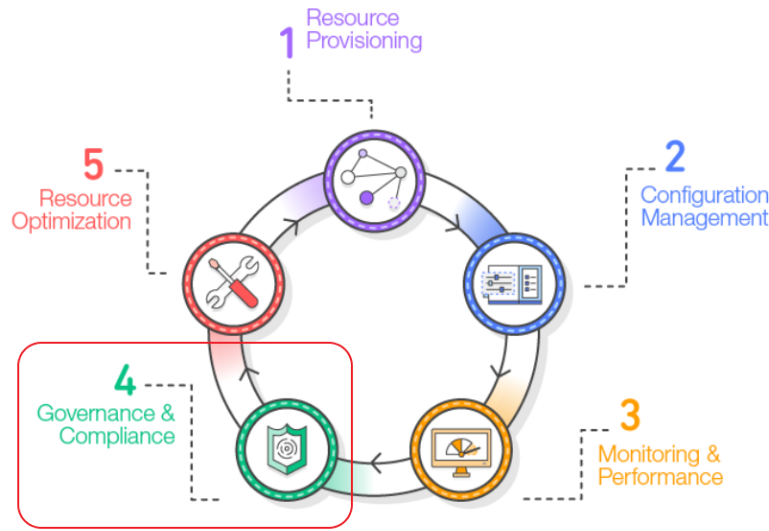 1
Resource
Provisioning
2
Configuration
Management
3
Monitoring &
Performance
4
Governance &
Compliance
5
Resource
Optimization